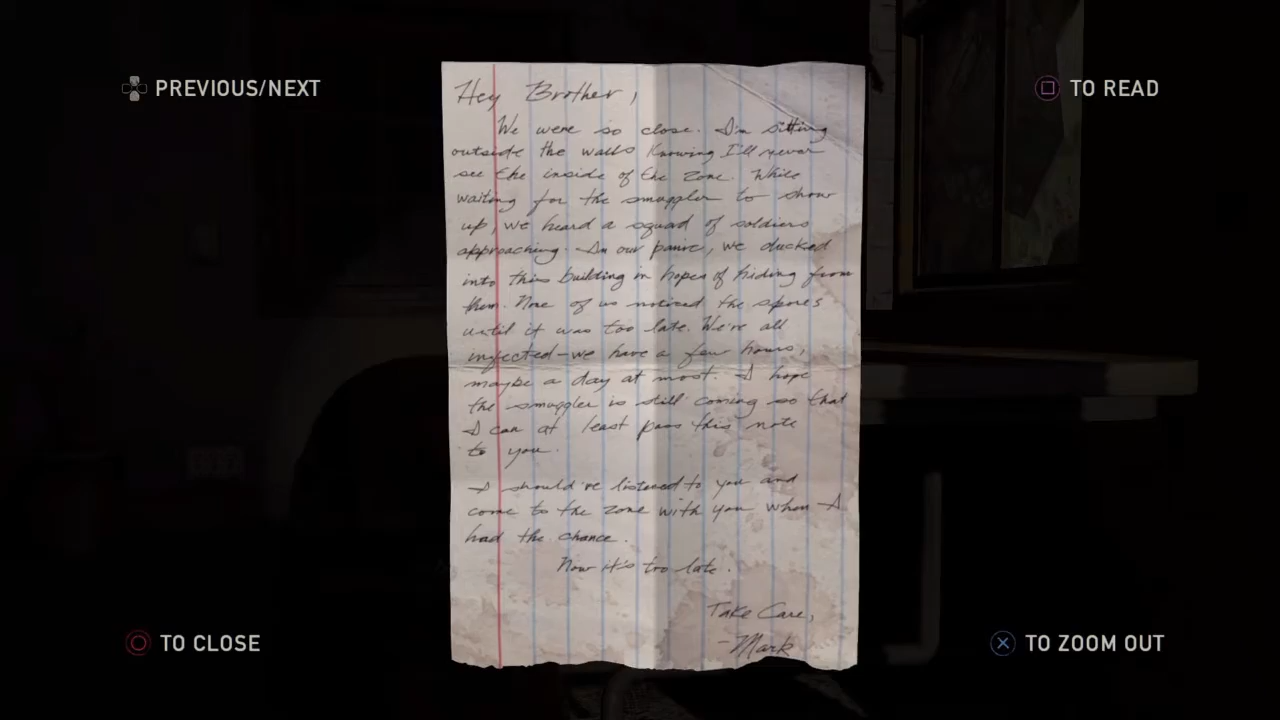 PREVIOUS/NEXT
TO READ
Hey Brother,
We were so close. I'm sitting
outside the walls knowing I'll never
see the inside of the zone. While
waiting for the smuggler to show
up, we heard a squad of soldiers
approaching. In our panic, we ducked
into this building in hopes of hiding from
them. None of us noticed the spores
until it was too late. We're all
infected-we have a few hours,
maybe a day at most. I hope
the smuggler is still coming so that
I can at least pass this note
to you.
I should've listened to you and
come to the zone with you when I
had the chance.
Now it's too late.
Take Care,
-Mark
TO CLOSE
TO ZOOM OUT